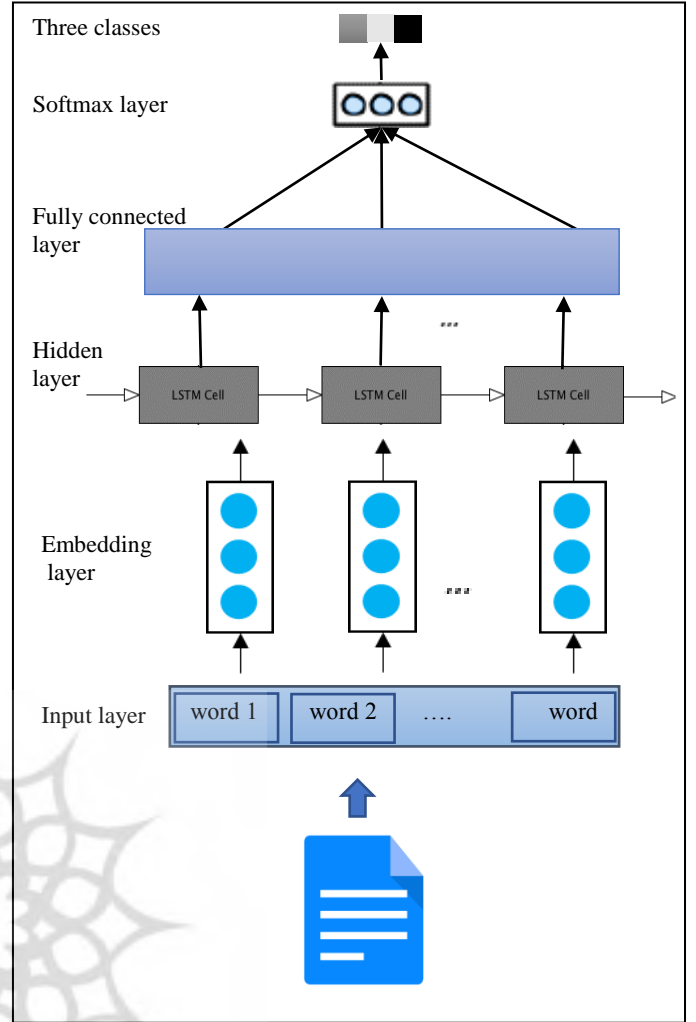 Three classes
Softmax layer
Fully connected
layer
...
Hidden
layer
LSTM Cell
LSTM Cell
LSTM Cell
Embedding
layer
...
Input layer
word 1
word 2
....
word